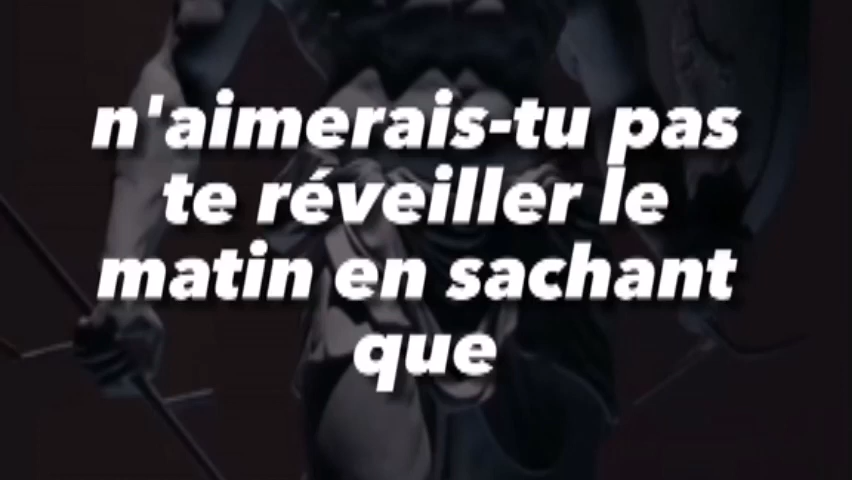 n'aimerais-tu pas
te réveiller le
matin en sachant
que